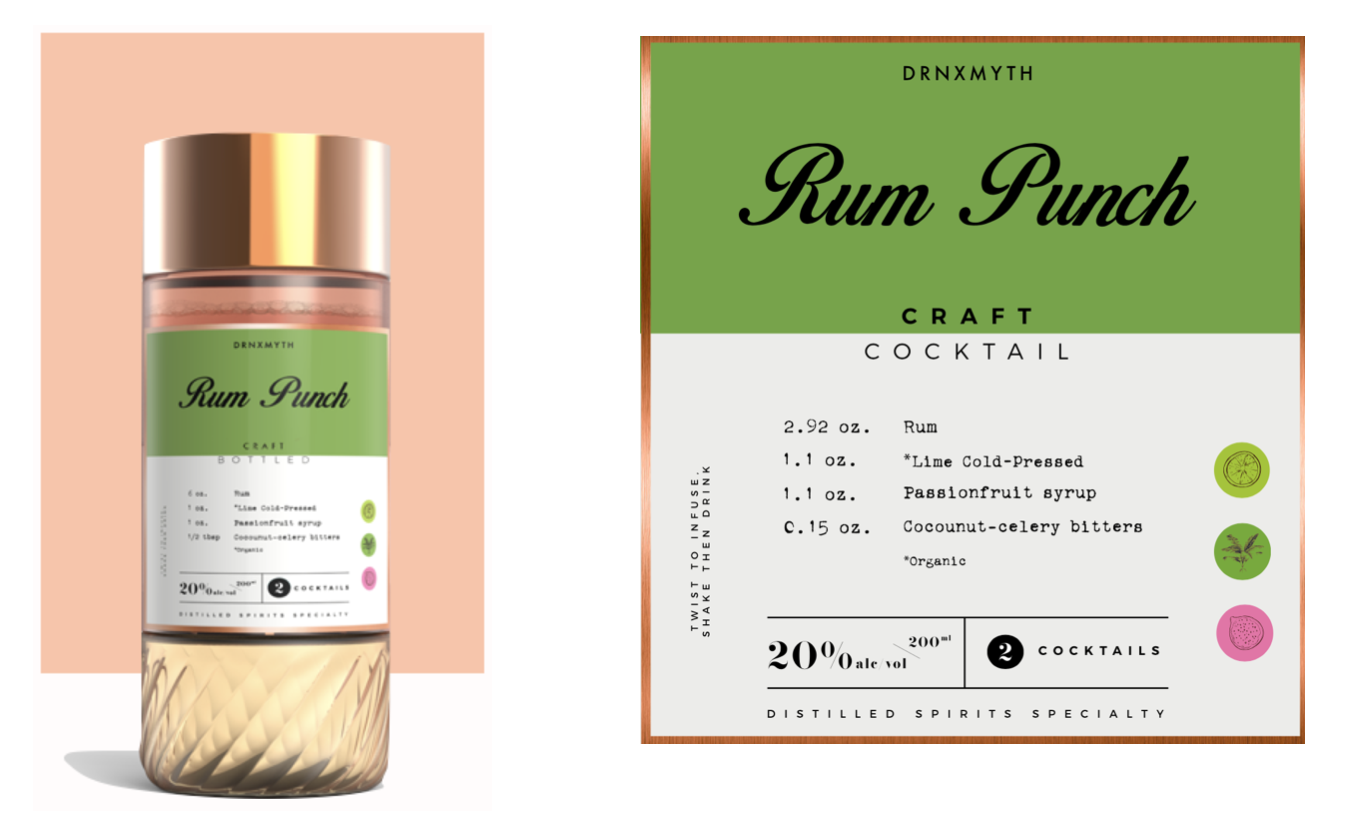 DRNXMYTH
Rum Punch
CRAFT
BOTTLED
oz. Rum
1 oz. *Lime Cold-Pressed
1 oz. Passionfruit syrup
1/2 tbsp Cocounut-celery bitters
*Organic
20% alc/vol 200ml
2 COCKTAILS
DISTILLED SPIRITS SPECIALTY
DRNXMYTH
Rum Punch
CRAFT
COCKTAIL
2.92 oz. Rum
1.1 oz. *Lime Cold-Pressed
1.1 oz. Passionfruit syrup
0.15 oz. Cocounut-celery bitters
*Organic
TWIST TO INFUSE,
SHAKE THEN DRINK
20% alc/vol 200ml
2 COCKTAILS
DISTILLED SPIRITS SPECIALTY